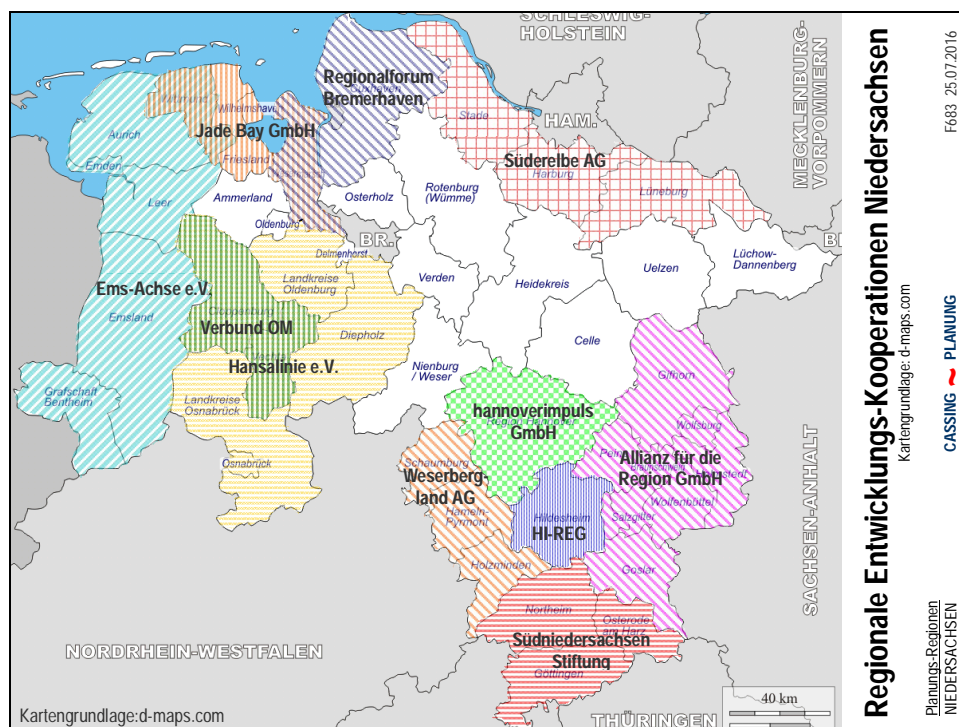 SCHLESWIG-
HOLSTEIN
MECKLENBURG-
VORPOMMERN
HAM.
BR.
NORDRHEIN-WESTFALEN
SACHSEN-ANHALT
THÜRINGEN
Regionalforum
Bremerhaven
Cuxhaven
Wittmund
Wilhelmshaven
Jade Bay GmbH
Friesland
Wesermarsch
Aurich
Emden
Leer
Stade
Süderelbe AG
Harburg
Lüneburg
Ammerland
Oldenburg
Osterholz
Rotenburg
(Wümme)
Delmenhorst
Landkreise
Oldenburg
Verden
Heidekreis
Uelzen
Lüchow-
Dannenberg
Ems-Achse e.V.
Emsland
Cloppenburg
Verbund OM
Vechta
Hansalinie e.V.
Diepholz
Nienburg
/ Weser
Celle
Gifhorn
Grafschaft
Bentheim
Landkreise
Osnabrück
Osnabrück
hannoverimpuls
Region Hannover
GmbH
Wolfsburg
Allianz für die
Braunschweig
Region GmbH
Wolfenbüttel
Salzgitter
Schaumburg
Weserberg-
land AG
Hameln-
Pyrmont
Hildesheim
HI-REG
Holzminden
Goslar
Northeim
Osterode
am Harz
Südniedersachsen
Stiftung
Göttingen
40 km
Kartengrundlage:d-maps.com
Regionale Entwicklungs-Kooperationen Niedersachsen
Kartengrundlage: d-maps.com
Planungs-Regionen
NIEDERSACHSEN
CASSING ~ PLANUNG
F683 25.07.2016